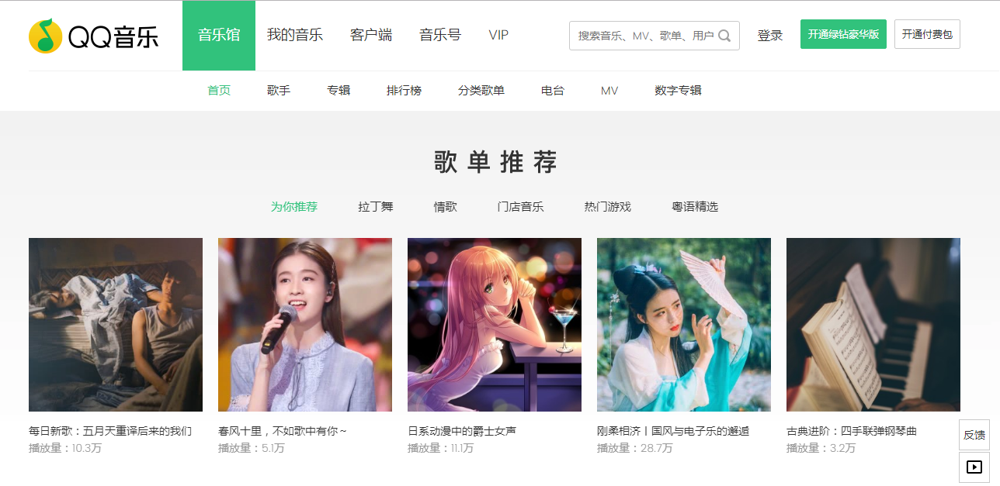 QQ音乐
音乐馆 我的音乐 客户端 音乐号 VIP
搜索音乐、MV、歌单、用户
登录
开通绿钻豪华版
开通付费包
首页 歌手 专辑 排行榜 分类歌单 电台 MV 数字专辑
歌单推荐
为你推荐 拉丁舞 情歌 门店音乐 热门游戏 粤语精选
每日新歌：五月天重译后来的我们
播放量：10.3万
春风十里，不如歌中有你～
播放量：5.1万
日系动漫中的爵士女声
播放量：11.1万
刚柔相济丨国风与电子乐的邂逅
播放量：28.7万
古典进阶：四手联弹钢琴曲
播放量：3.2万
反馈